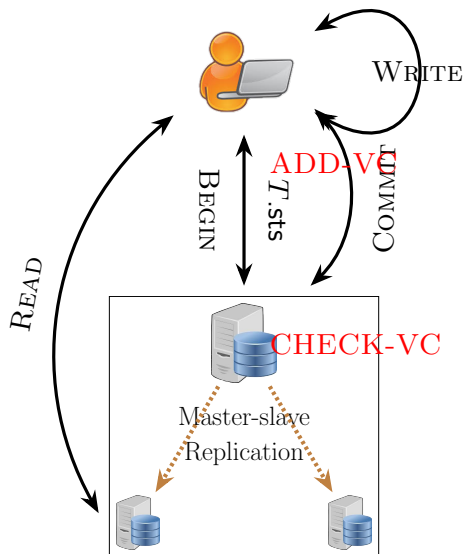 WRITE
ADD-VC
COMMIT
BEGIN
T.sts
READ
CHECK-VC
Master-slave
Replication